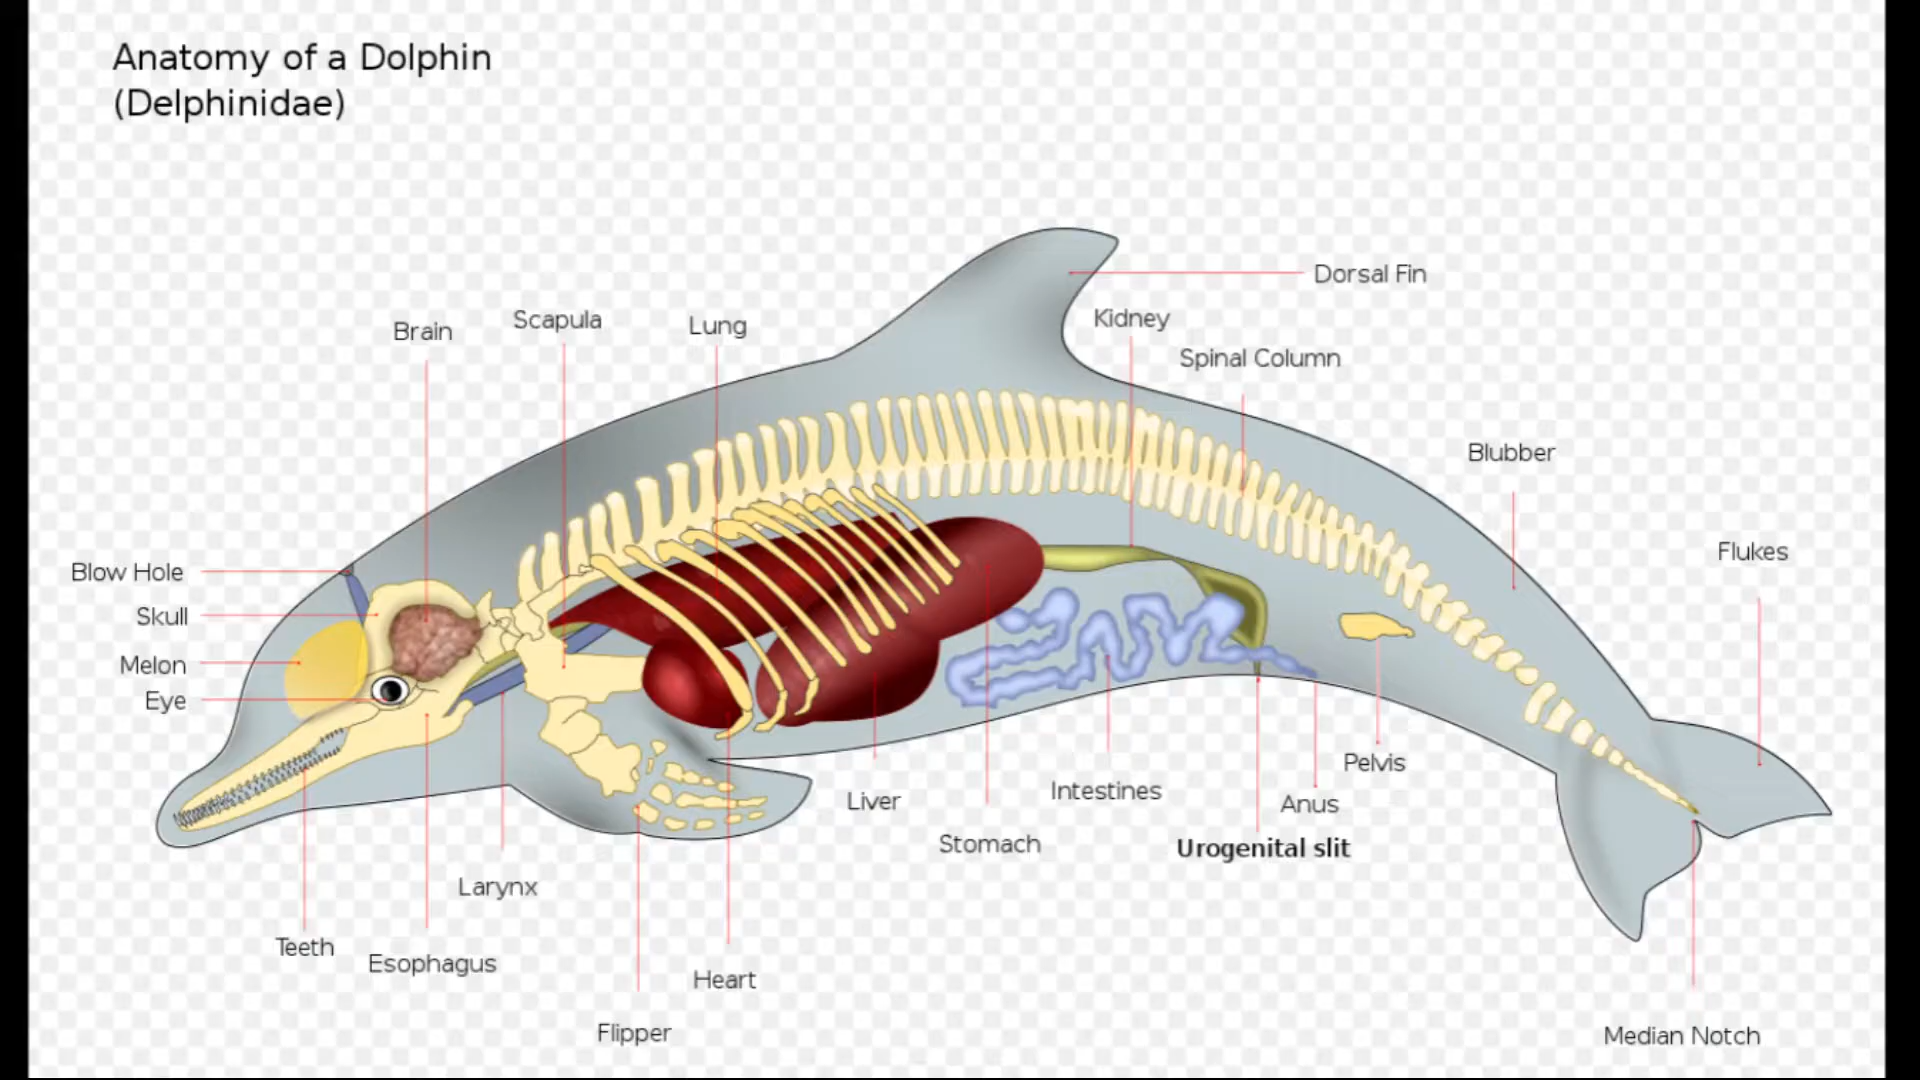 Anatomy of a Dolphin
(Delphinidae)
Dorsal Fin
Brain
Scapula
Lung
Kidney
Spinal Column
Blubber
Flukes
Blow Hole
Skull
Melon
Eye
Pelvis
Liver
Intestines
Anus
Stomach
Urogenital slit
Larynx
Teeth
Esophagus
Heart
Flipper
Median Notch